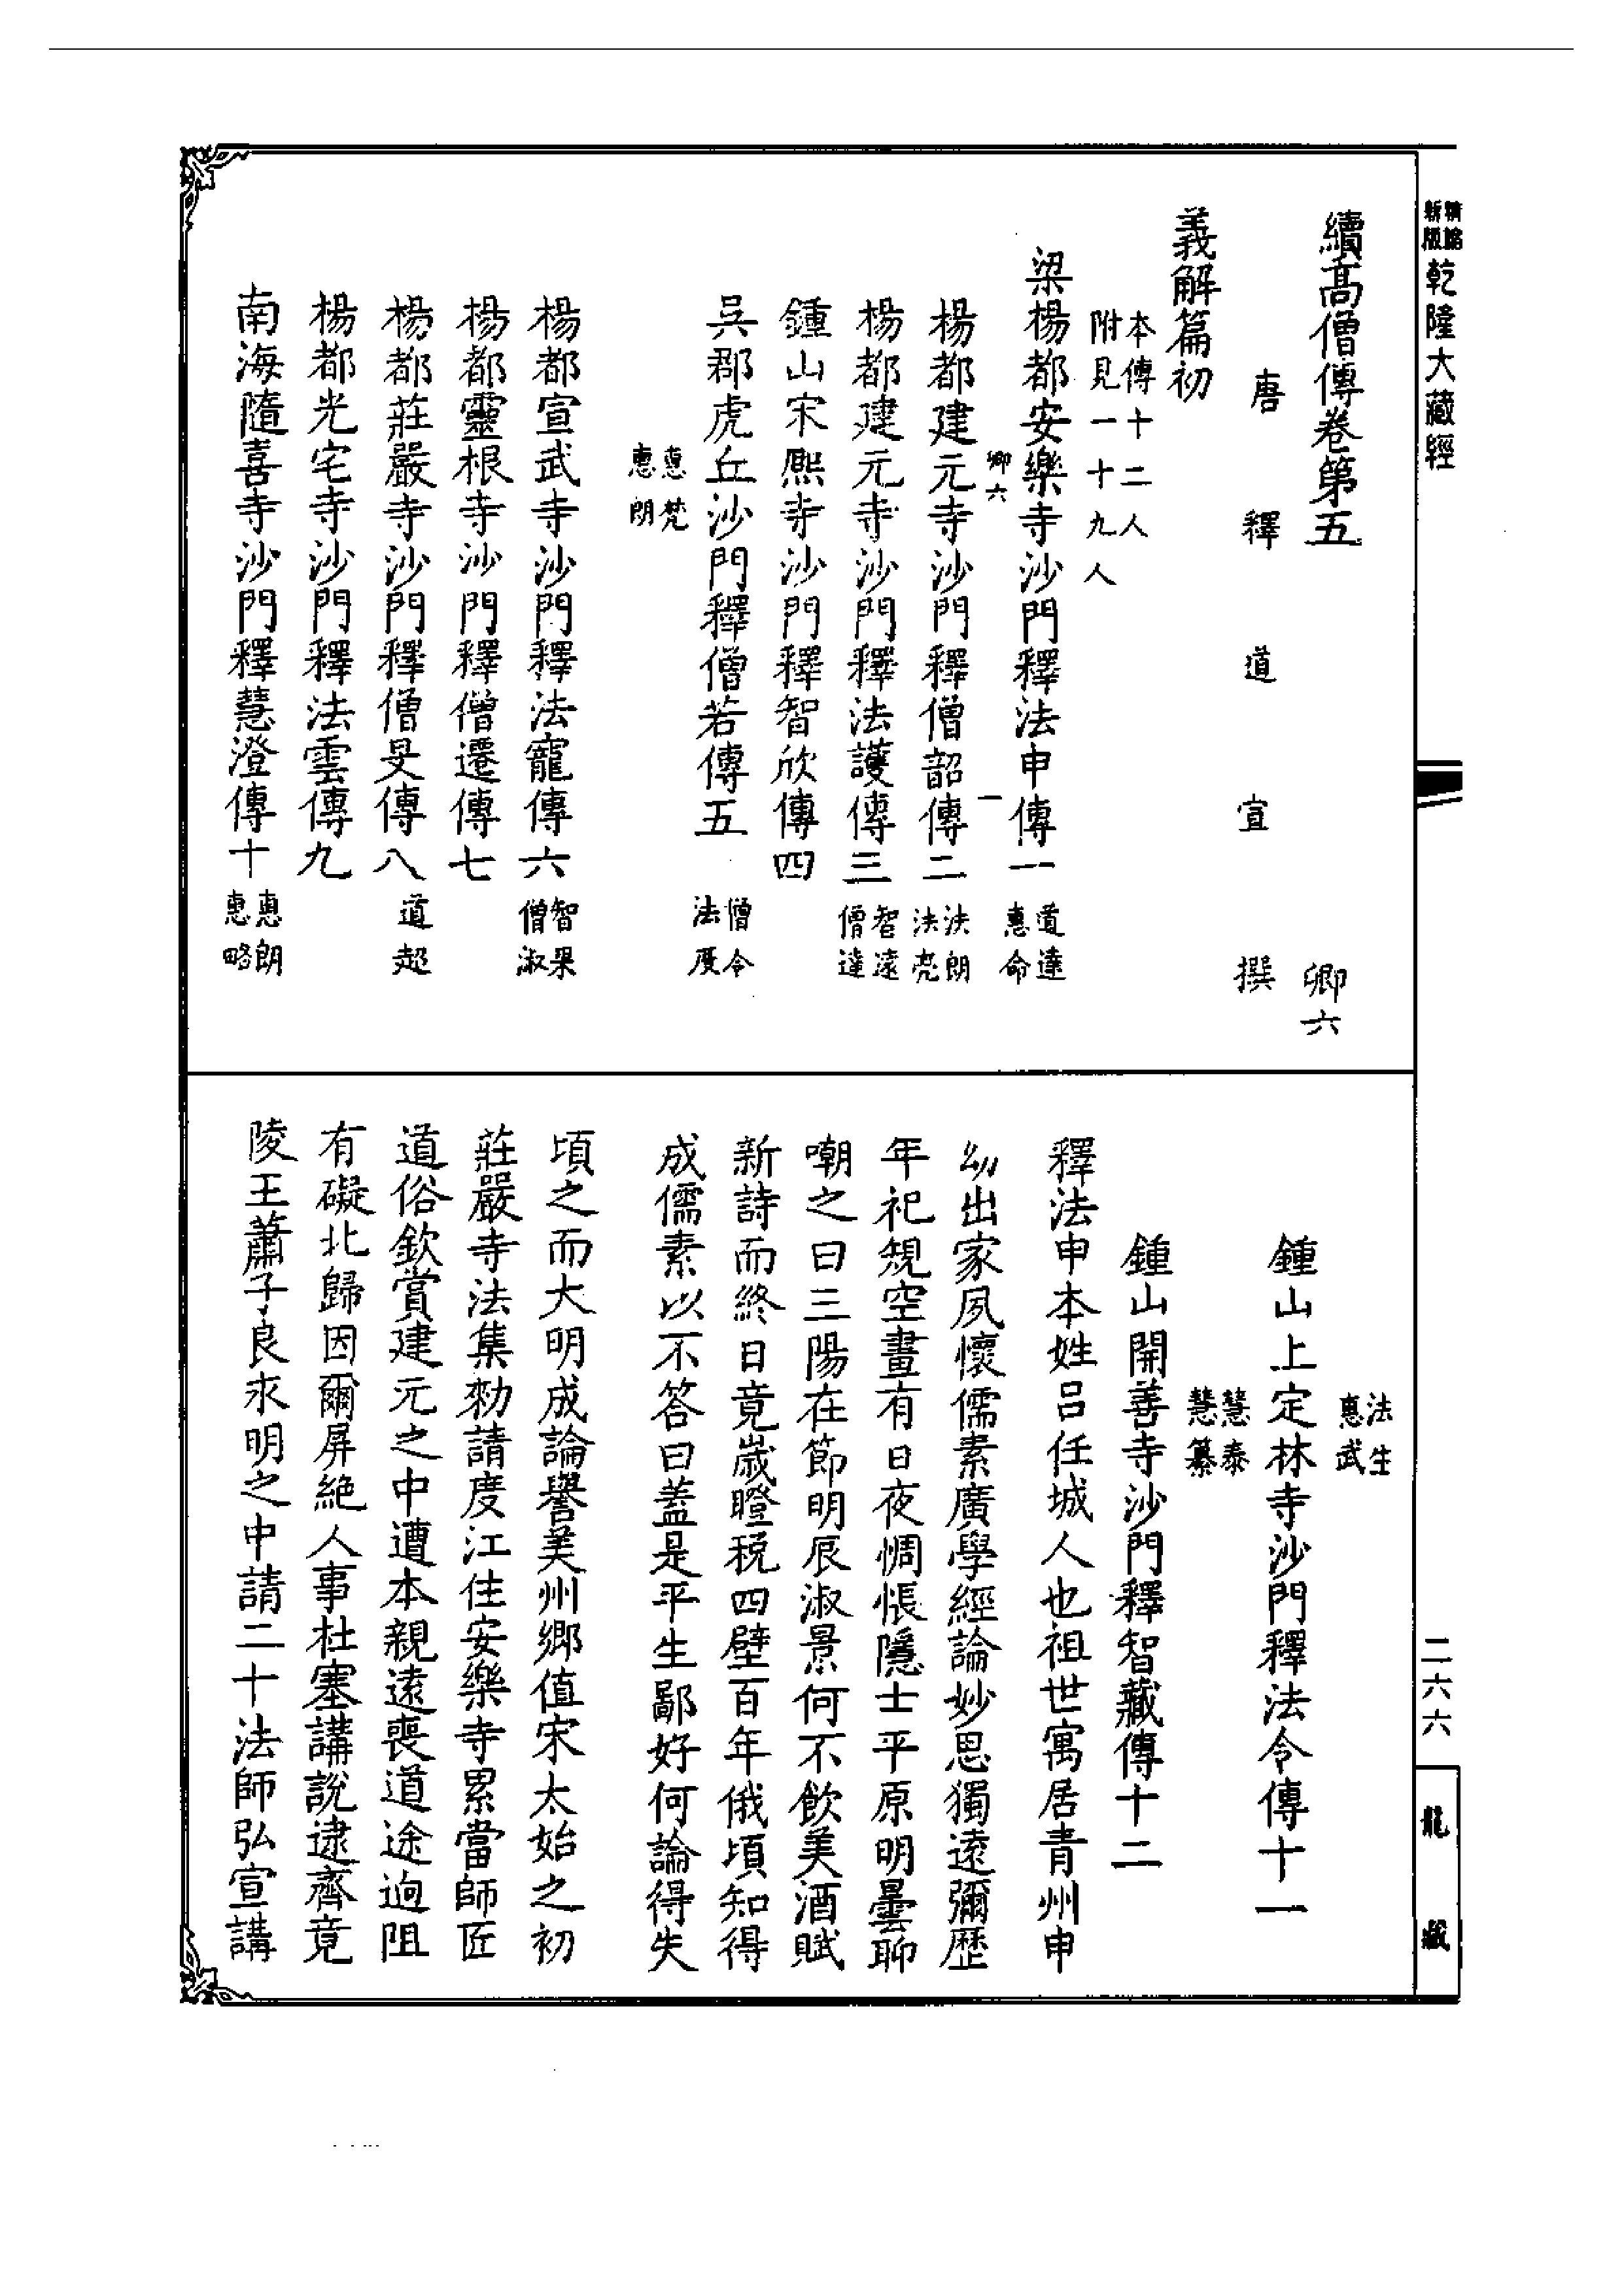 精縮
新版
乾隆大藏經
續高僧傳卷第五
卿六
唐釋道宣撰
義解篇初
本傳十二人
附見一十九人
梁楊都安樂寺沙門釋法申傳一
道達
惠命
卿六
一
楊都建元寺沙門釋僧韶傳二
法朗
法亮
楊都建元寺沙門釋法護傳三
智遠
僧達
鍾山宋熙寺沙門釋智欣傳四
吳郡虎丘沙門釋僧若傳五
僧令
法度
惠梵
惠朗
楊都宣武寺沙門釋法寵傳六
智果
僧淑
楊都靈根寺沙門釋僧遷傳七
楊都莊嚴寺沙門釋僧旻傳八
道超
楊都光宅寺沙門釋法雲傳九
南海隨喜寺沙門釋慧澄傳十
惠朗
惠略
法生
惠武
鍾山上定林寺沙門釋法令傳十一
慧泰
慧纂
鍾山開善寺沙門釋智藏傳十二
釋法申本姓呂任城人也祖世寓居青州申
幼出家夙懷儒素廣學經論妙思獨遠彌歷
年祀䂓空晝有日夜惆悵隱士平原明曇聊
嘲之曰三陽在節明辰淑景何不飲美酒賦
新詩而終日竟歲瞪稅四壁百年俄頃知得
成儒素以不答曰蓋是平生鄙好何論得失
頃之而大明成論譽美州鄉值宋太始之初
莊嚴寺法集勑請度江住安樂寺累當師匠
道俗欽賞建元之中遭本親遠喪道途迥阻
有礙北歸因爾屏絕人事杜塞講說逮齊竟
陵王蕭子良永明之中請二十法師弘宣講
二六六
龍藏